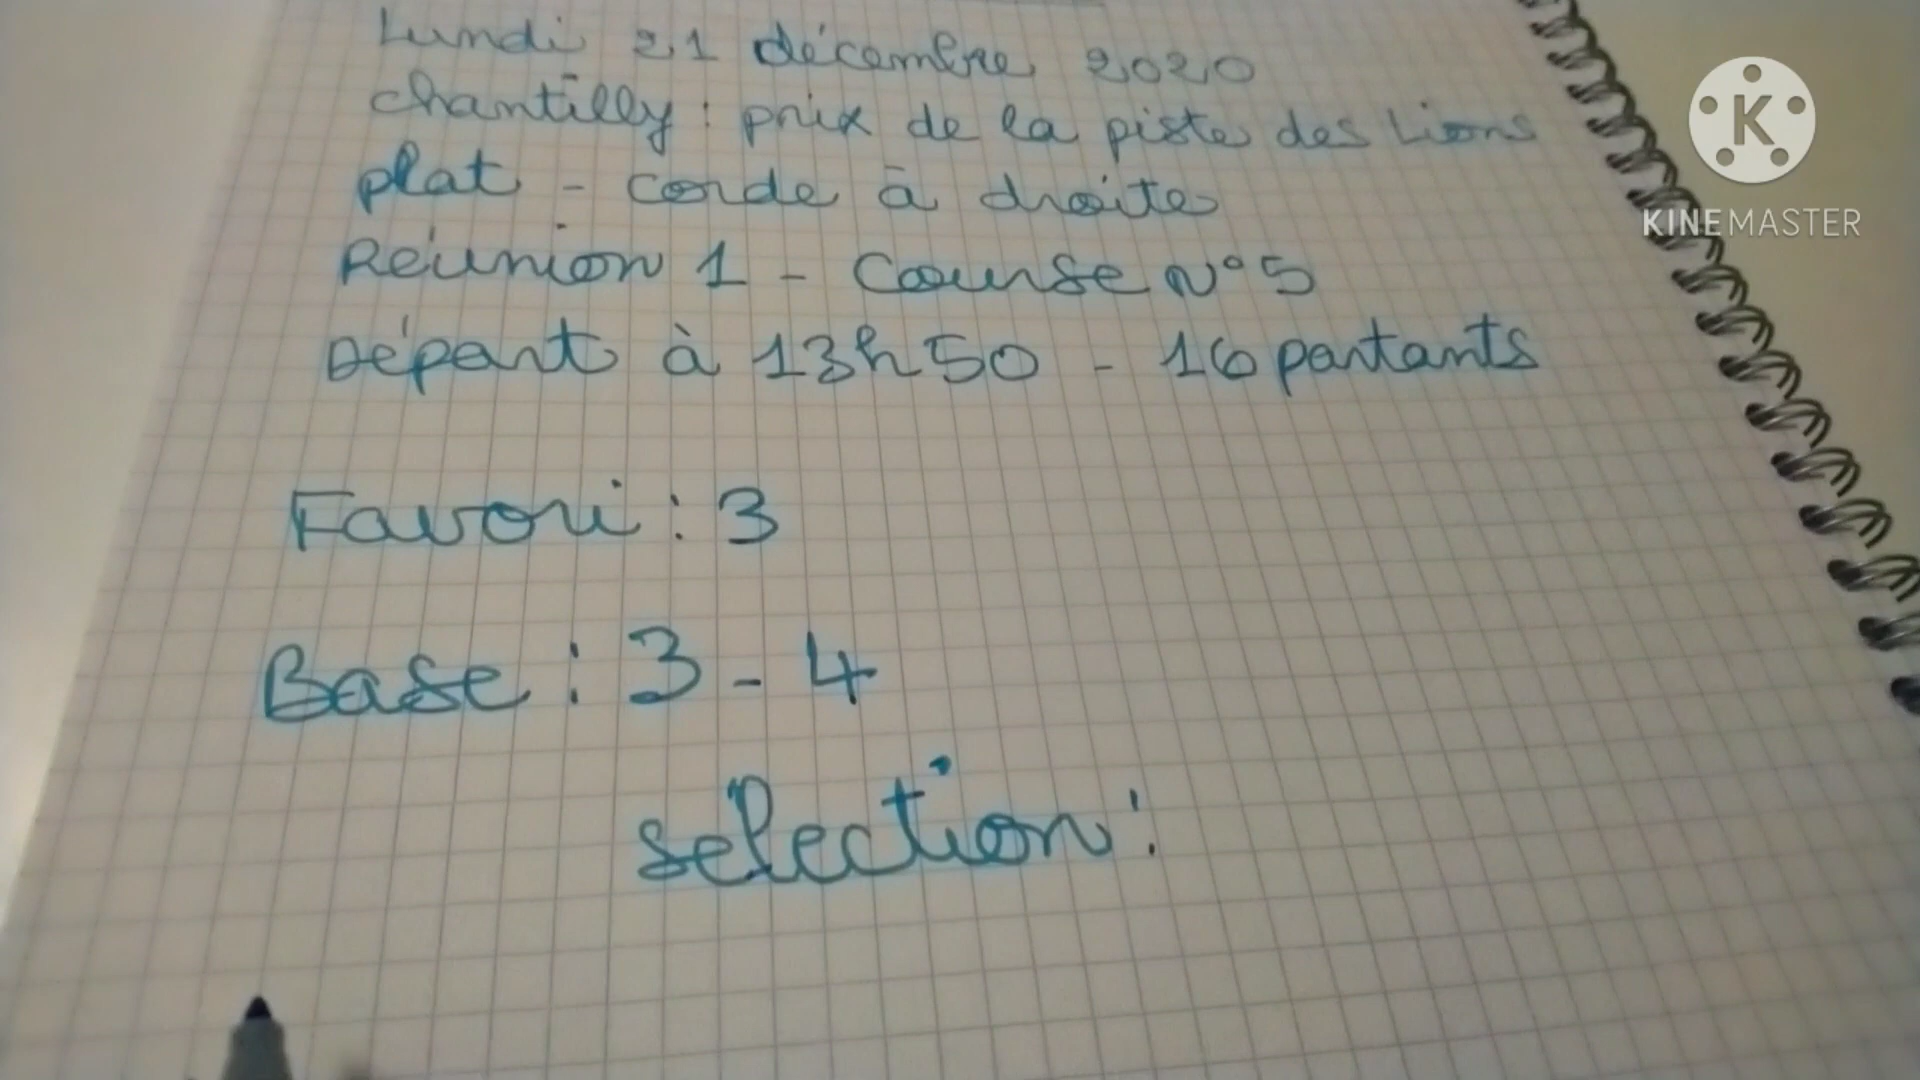 Lundi 21 décembre 2020
chantilly : prix de la piste des Lions
plat - corde à droite
Réunion 1 - Course N°5
Départ à 13h50 - 16 partants
Favori : 3
Base : 3 - 4
sélection :
K
KINEMASTER